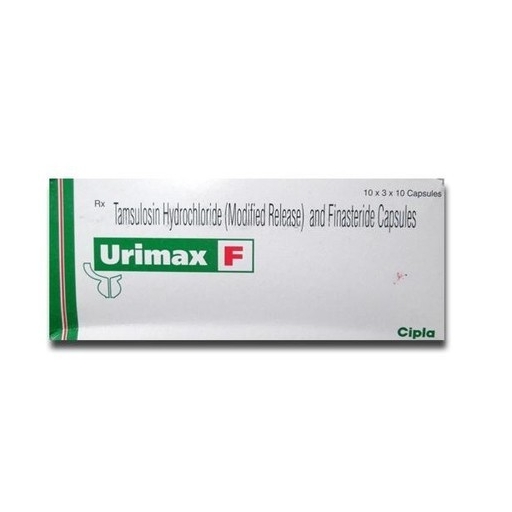 10 x 3 x 10 Capsules
Rx Tamsulosin Hydrochloride (Modified Release) and Finasteride Capsules
Urimax F
Cipla